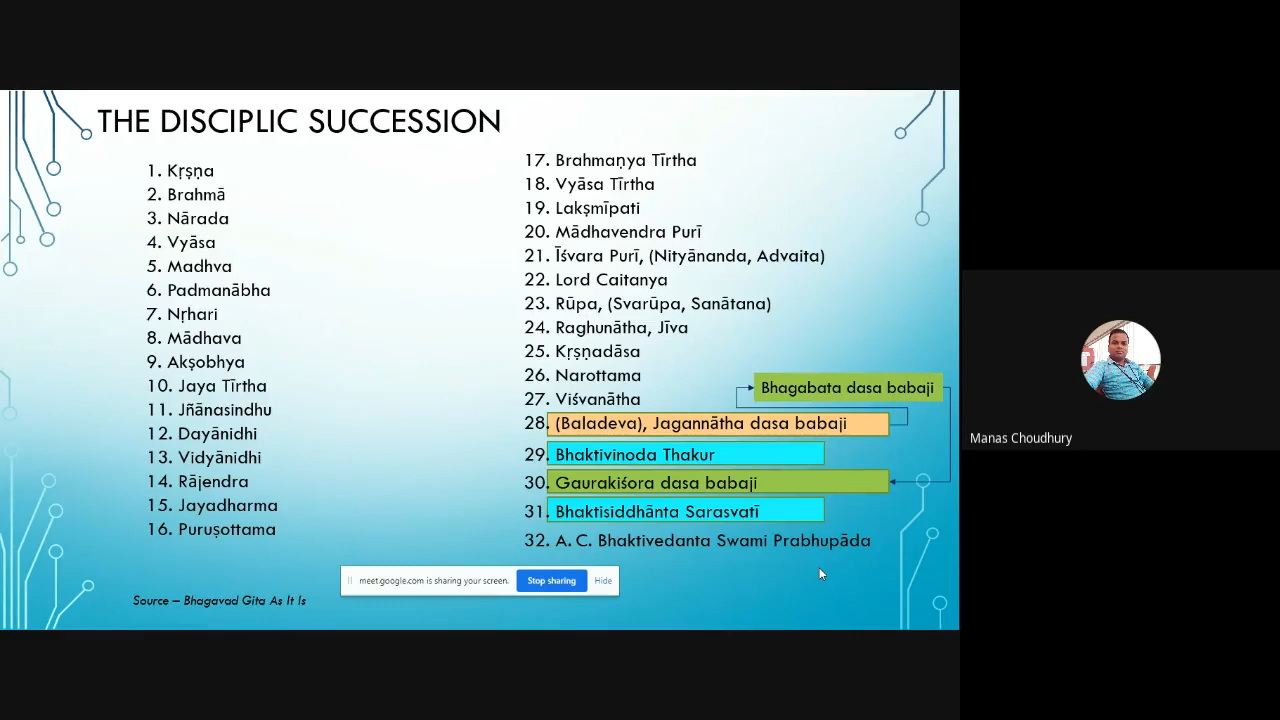 THE DISCIPLIC SUCCESSION
1. Kṛṣṇa
2. Brahmā
3. Nārada
4. Vyāsa
5. Madhva
6. Padmanābha
7. Nṛhari
8. Mādhava
9. Akṣobhya
10. Jaya Tīrtha
11. Jñānasindhu
12. Dayānidhi
13. Vidyānidhi
14. Rājendra
15. Jayadharma
16. Puruṣottama
17. Brahmaṇya Tīrtha
18. Vyāsa Tīrtha
19. Lakṣmīpati
20. Mādhavendra Purī
21. Īśvara Purī, (Nityānanda, Advaita)
22. Lord Caitanya
23. Rūpa, (Svarūpa, Sanātana)
24. Raghunātha, Jīva
25. Kṛṣṇadāsa
26. Narottama
27. Viśvanātha
Bhagabata dasa babaji
28. (Baladeva), Jagannātha dasa babaji
29. Bhaktivinoda Thakur
30. Gaurakiśora dasa babaji
31. Bhaktisiddhānta Sarasvatī
32. A. C. Bhaktivedanta Swami Prabhupāda
meet.google.com is sharing your screen. Stop sharing Hide
Source – Bhagavad Gita As It Is
Manas Choudhury